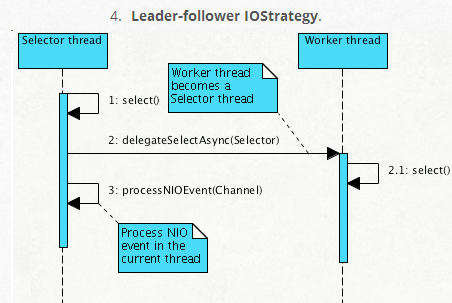 4. Leader-follower IOStrategy.
Selector thread
Worker thread
Worker thread
becomes a
Selector thread
1: select()
2: delegateSelectAsync(Selector)
2.1: select()
3: processNIOEvent(Channel)
Process NIO
event in the
current thread